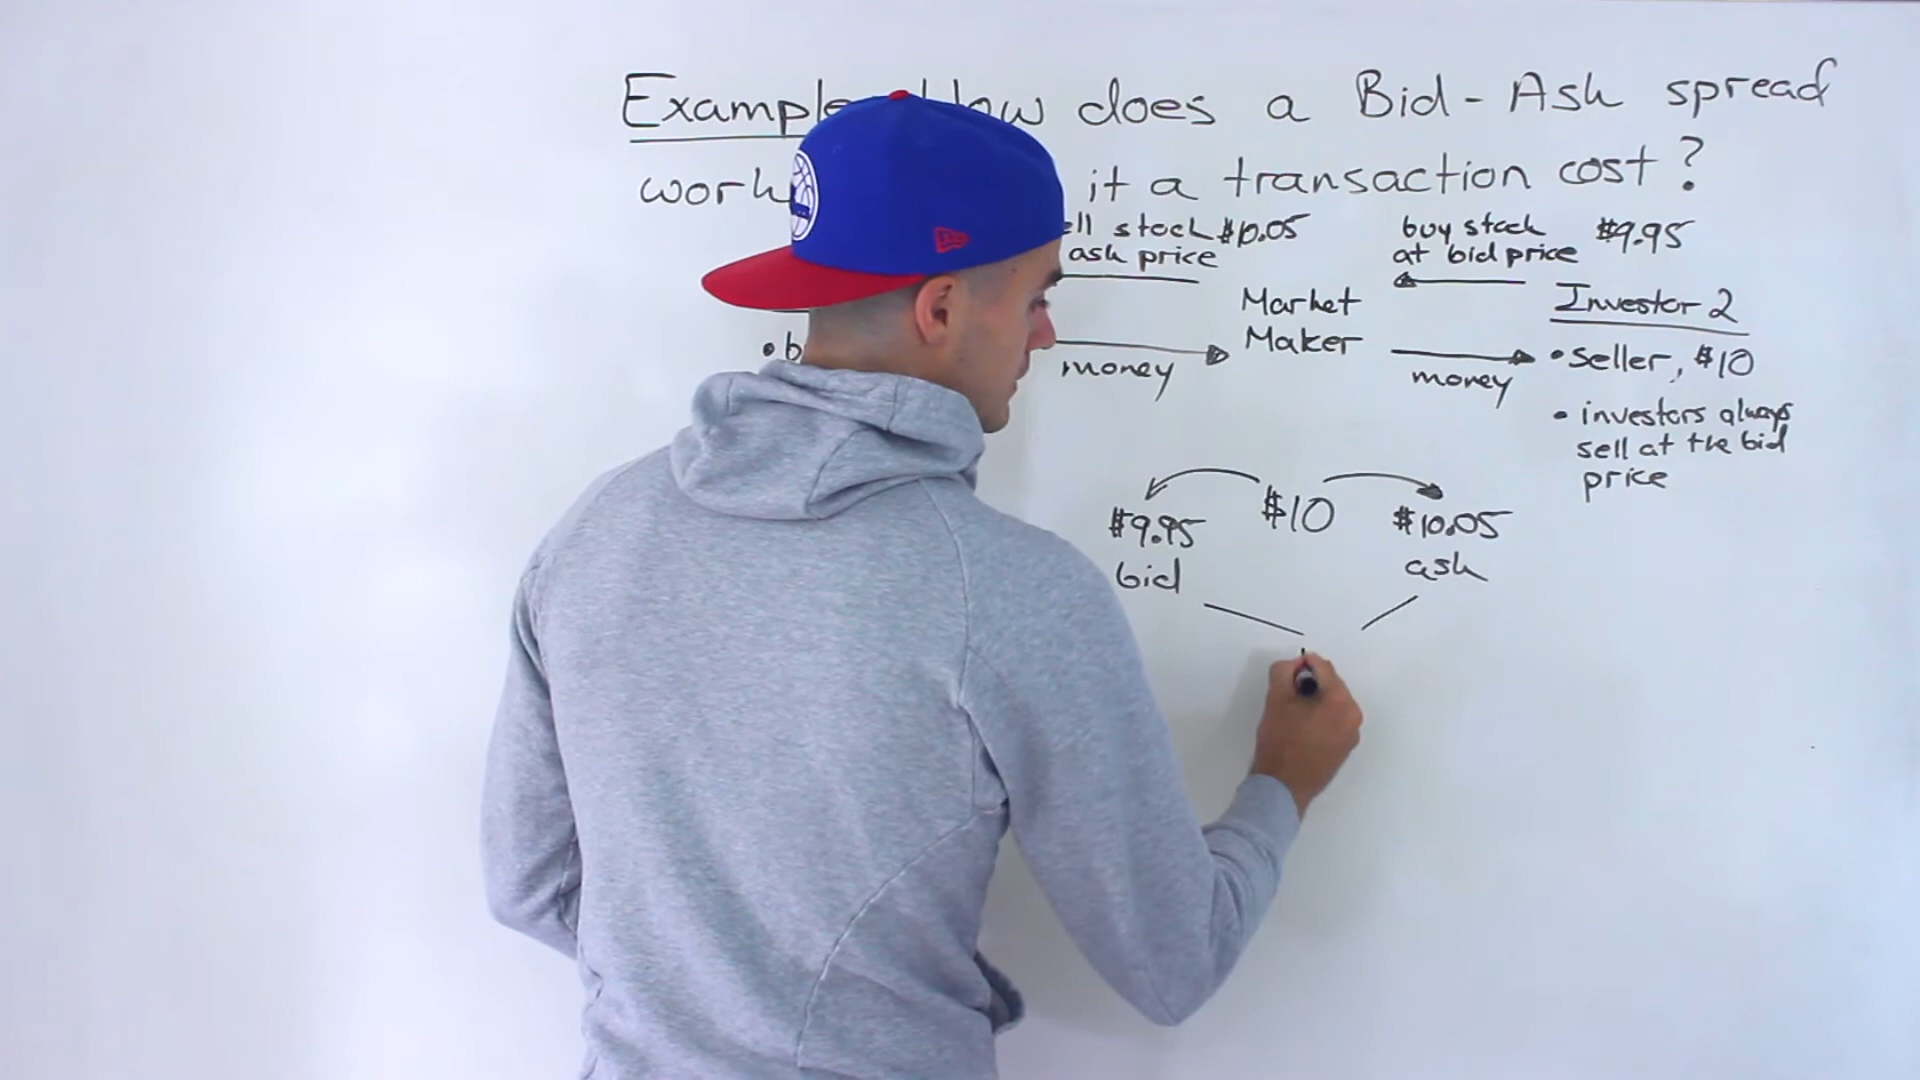 Example How does a Bid-Ask spread
work it a transaction cost?
sell stock $10.05
ask price
buy stock $9.95
at bid price
Market
Maker
money
money
Investor 2
• seller, $10
• investors always
sell at the bid
price
$9.95
bid
$10
$10.05
ask